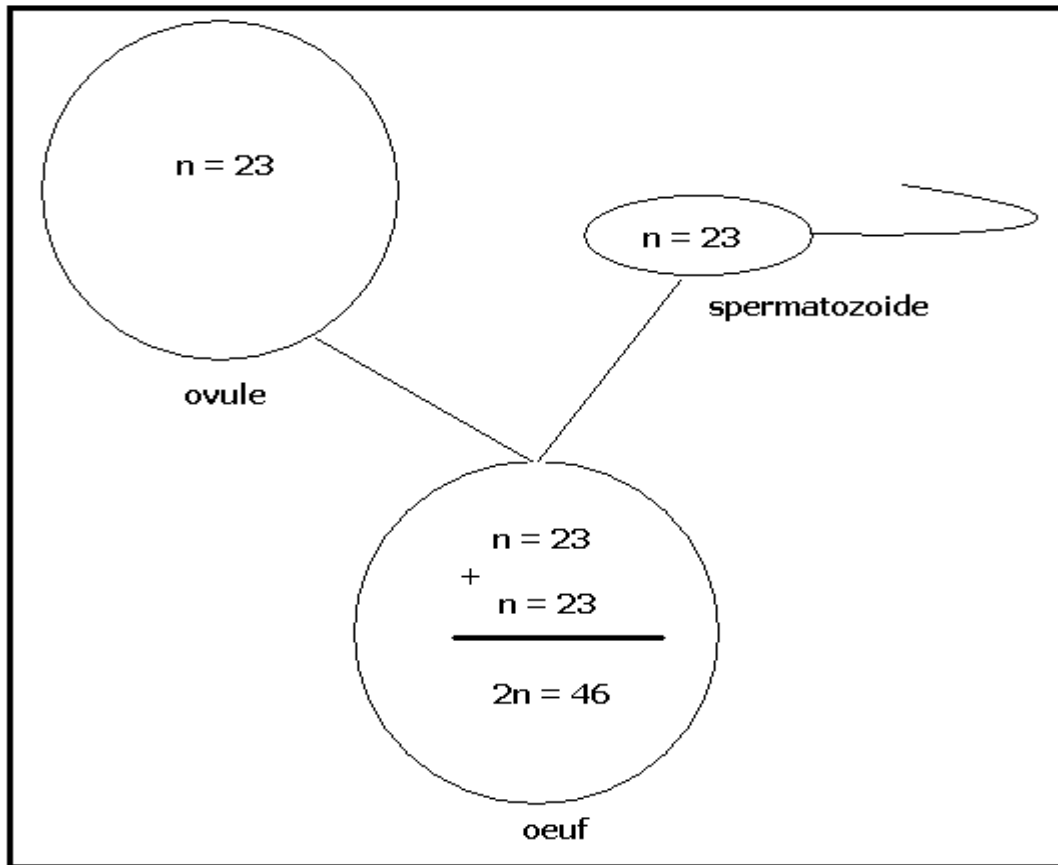 n = 23
ovule
n = 23
spermatozoide
n = 23
+
n = 23
2n = 46
oeuf